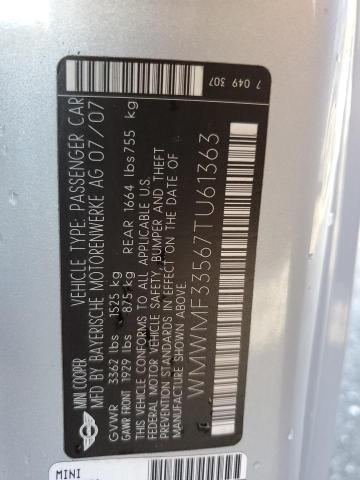 MINI COOPER
VEHICLE TYPE: PASSENGER CAR
MFD BY BAYERISCHE MOTORENWERKE AG 07/07
GVWR 3362 lbs 1525 kg
GAWR FRONT 1929 lbs 875 kg REAR 1664 lbs 755 kg
THIS VEHICLE CONFORMS TO ALL APPLICABLE U.S.
FEDERAL MOTOR VEHICLE SAFETY, BUMPER AND THEFT
PREVENTION STANDARDS IN EFFECT ON THE DATE OF
MANUFACTURE SHOWN ABOVE.
WMWMF33567TU61363
7 049 307
MINI